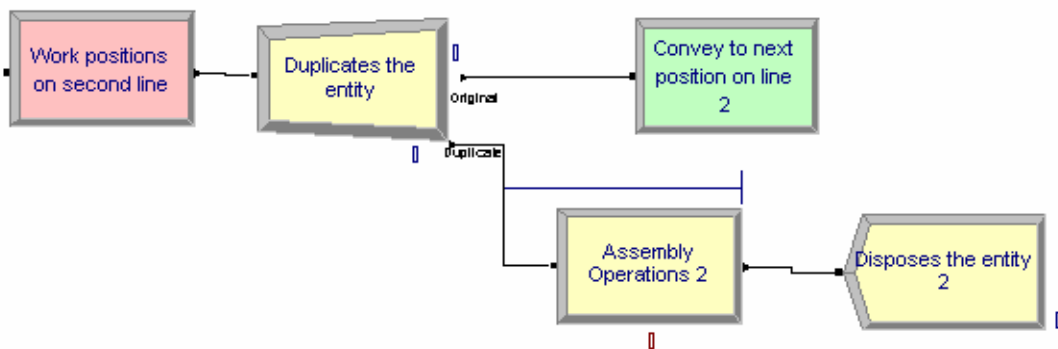 Work positions
on second line
Duplicates the
entity
Original
Duplicate
Convey to next
position on line
2
Assembly
Operations 2
Disposes the entity
2